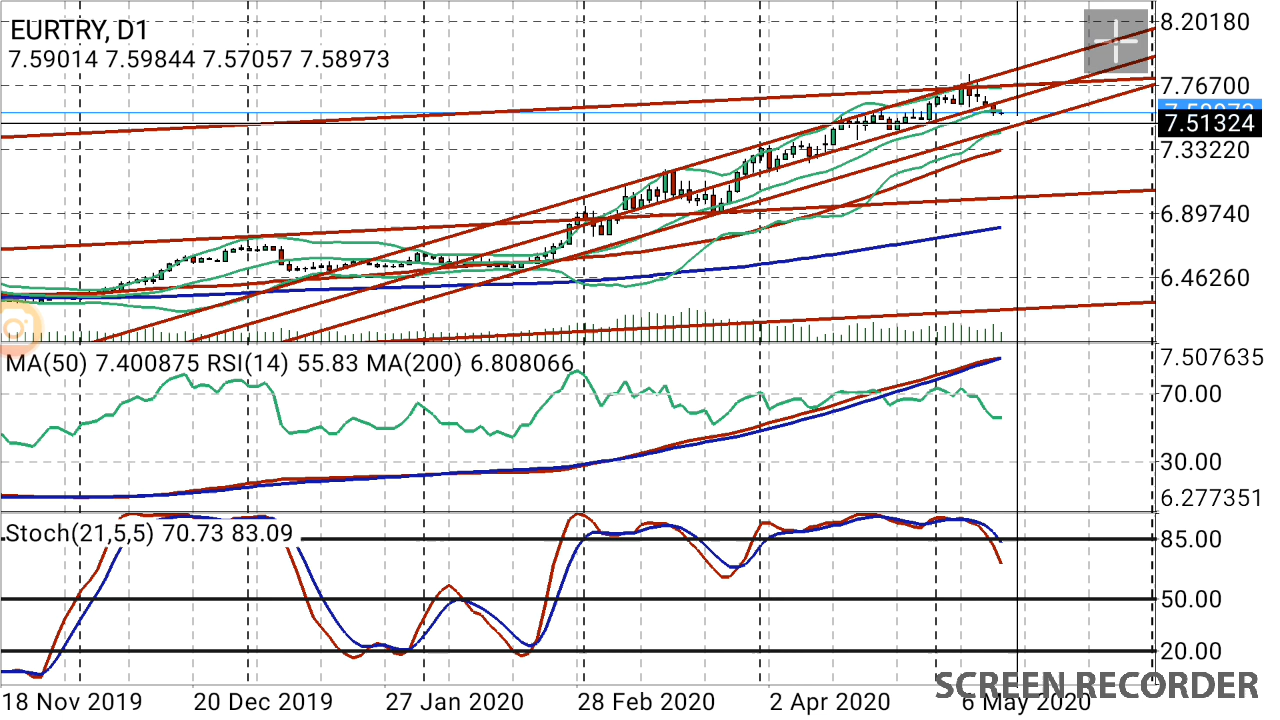 EURTRY, D1
7.59014 7.59844 7.57057 7.58973
8.20180
7.76700
7.51324
7.33220
6.89740
6.46260
MA(50) 7.400875 RSI(14) 55.83 MA(200) 6.808066
7.507635
70.00
30.00
6.277351
Stoch(21,5,5) 70.73 83.09
85.00
50.00
20.00
18 Nov 2019 20 Dec 2019 27 Jan 2020 28 Feb 2020 2 Apr 2020 6 May 2020
SCREEN RECORDER